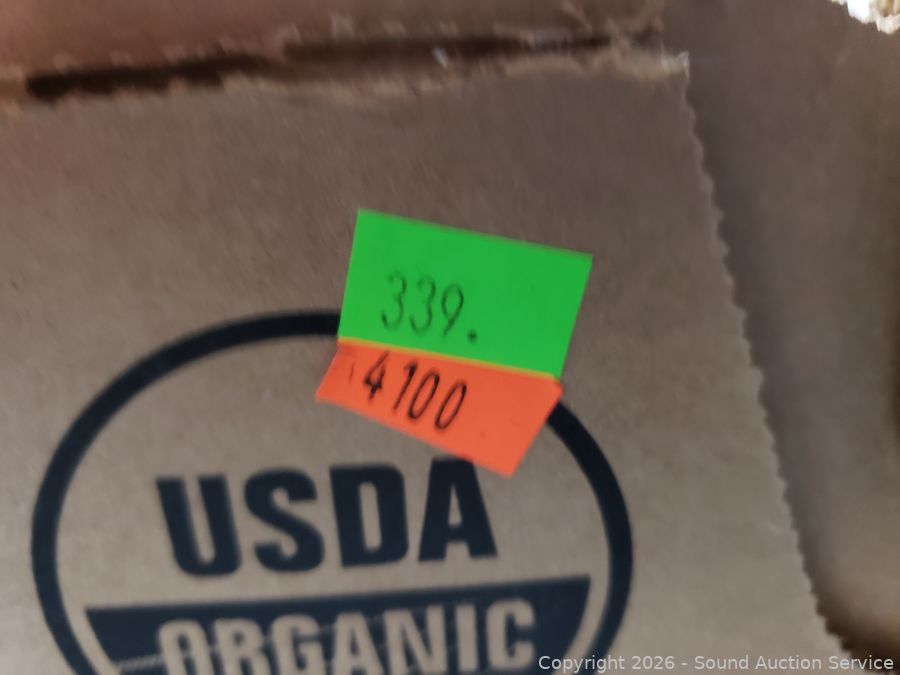 339.
4100
USDA
ORGANIC
Copyright 2026 - Sound Auction Service